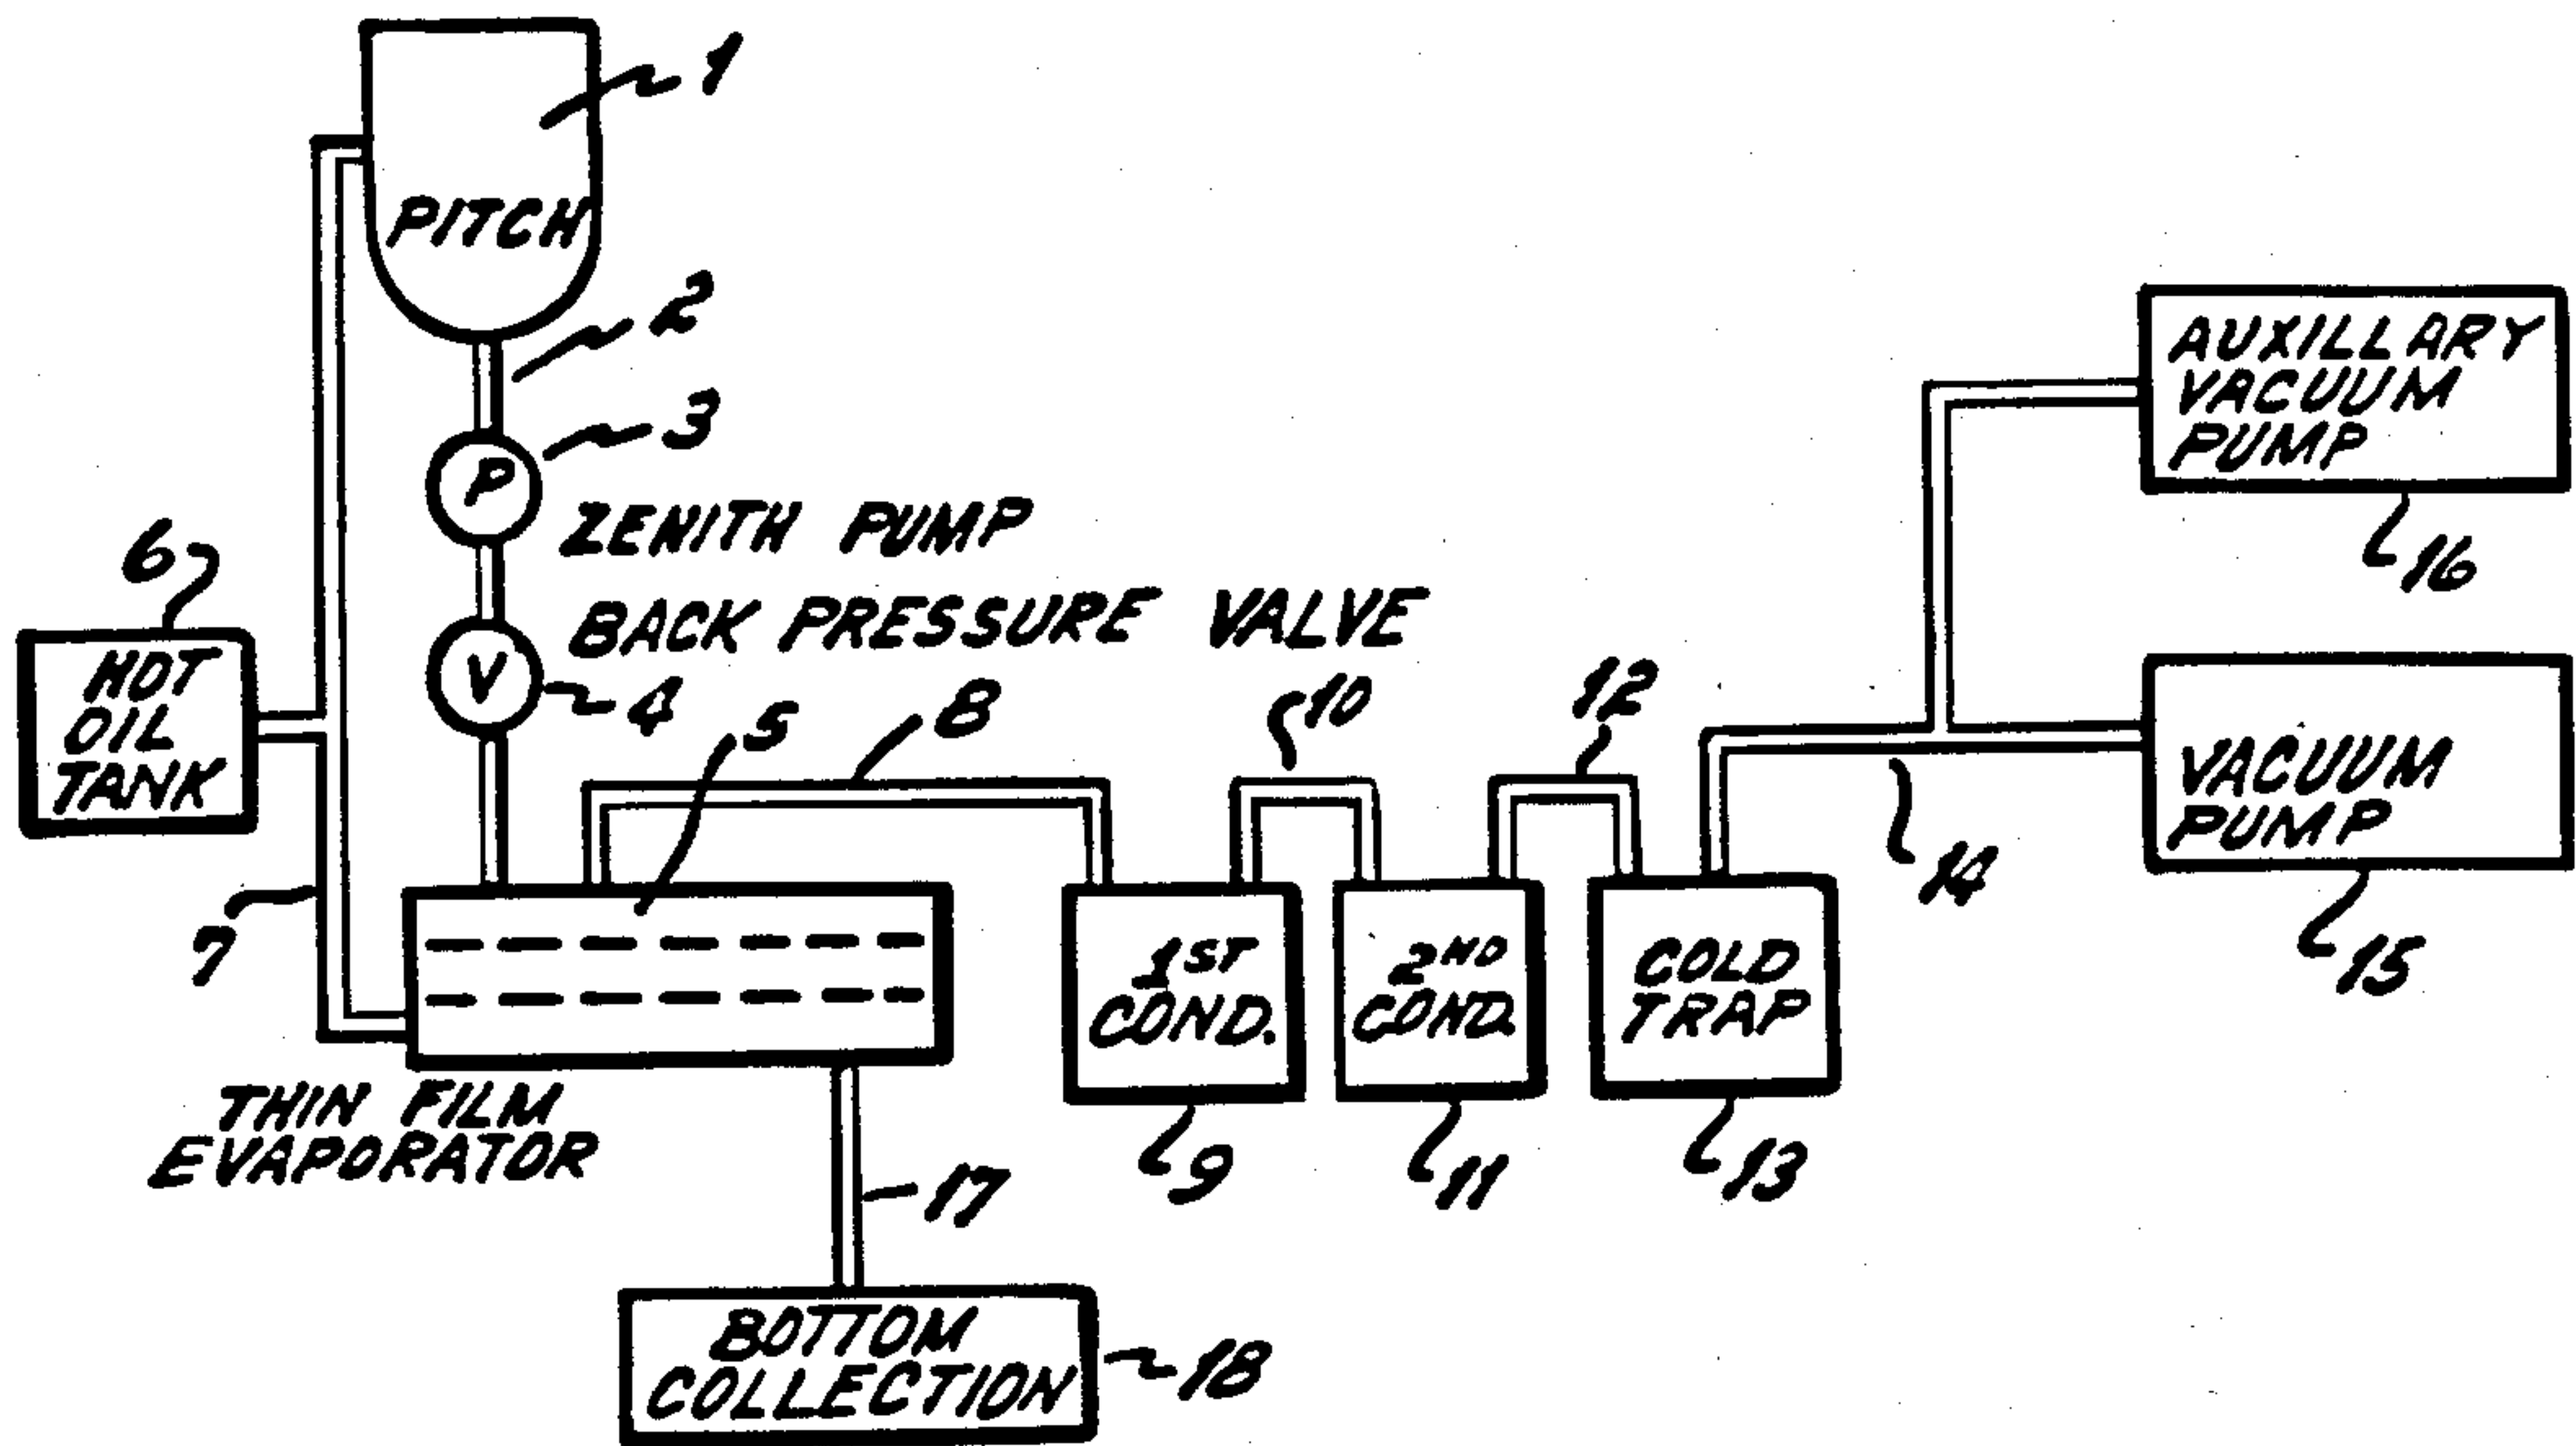 1
PITCH
2
3
P
ZENITH PUMP
BACK PRESSURE VALVE
V
4
5
6
HOT
OIL
TANK
7
8
10
12
14
AUXILLARY
VACUUM
PUMP
16
VACUUM
PUMP
15
THIN FILM
EVAPORATOR
1ST
COND.
9
2ND
COND.
11
COLD
TRAP
13
17
BOTTOM
COLLECTION
18